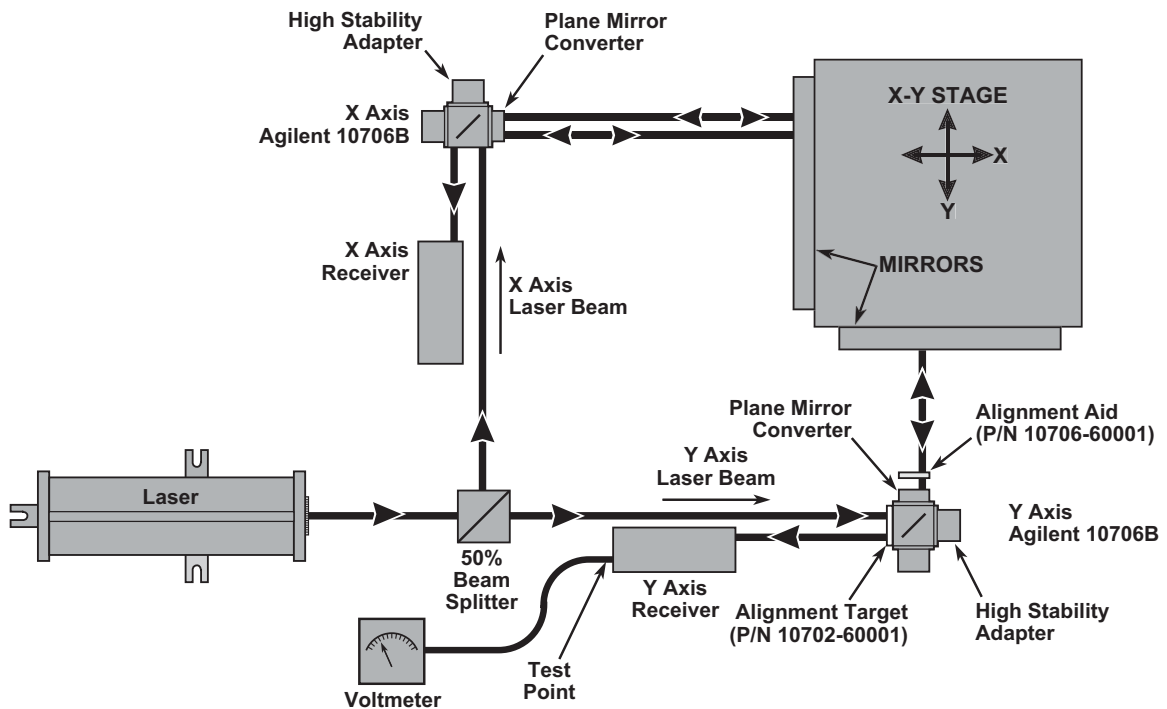 High Stability
Adapter
Plane Mirror
Converter
X Axis
Agilent 10706B
X-Y STAGE
X
Y
X Axis
Receiver
X Axis
Laser Beam
MIRRORS
Plane Mirror
Converter
Alignment Aid
(P/N 10706-60001)
Laser
Y Axis
Laser Beam
Y Axis
Agilent 10706B
50%
Beam
Splitter
Y Axis
Receiver
Alignment Target
(P/N 10702-60001)
High Stability
Adapter
Test
Point
Voltmeter